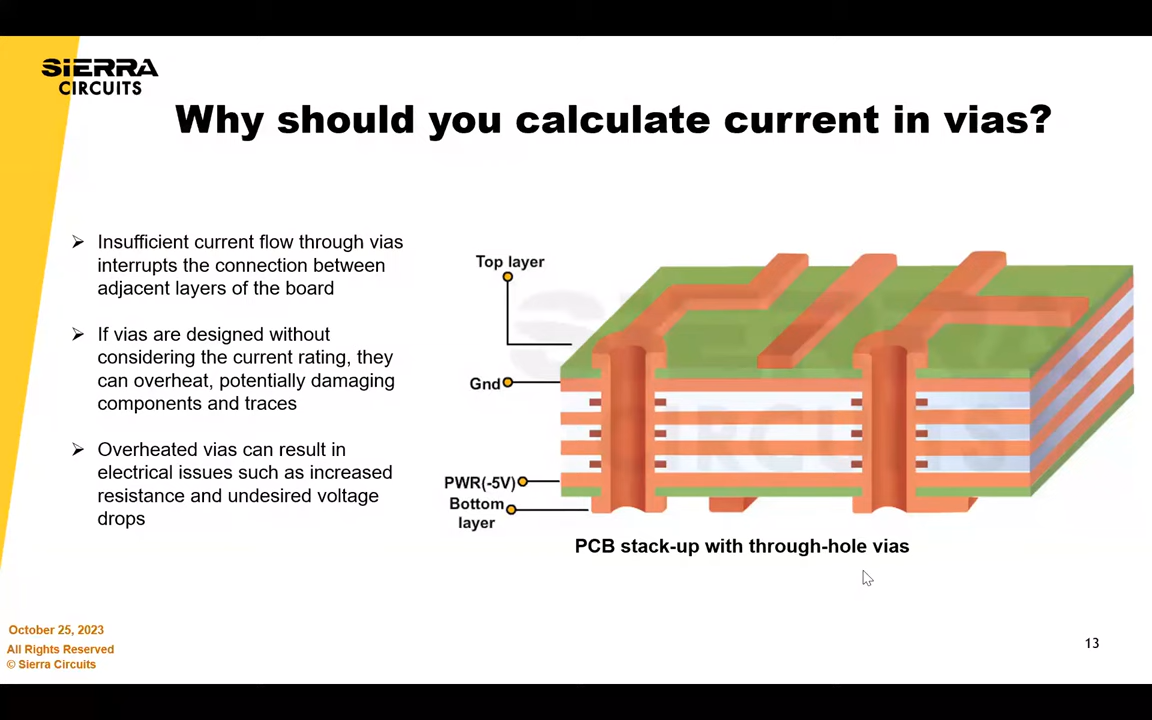 SIERRA
CIRCUITS
Why should you calculate current in vias?
➢ Insufficient current flow through vias
interrupts the connection between
adjacent layers of the board
➢ If vias are designed without
considering the current rating, they
can overheat, potentially damaging
components and traces
➢ Overheated vias can result in
electrical issues such as increased
resistance and undesired voltage
drops
Top layer
Gnd
PWR(-5V)
Bottom
layer
SIERRA
CIRCUITS
PCB stack-up with through-hole vias
October 25, 2023
All Rights Reserved
© Sierra Circuits
13